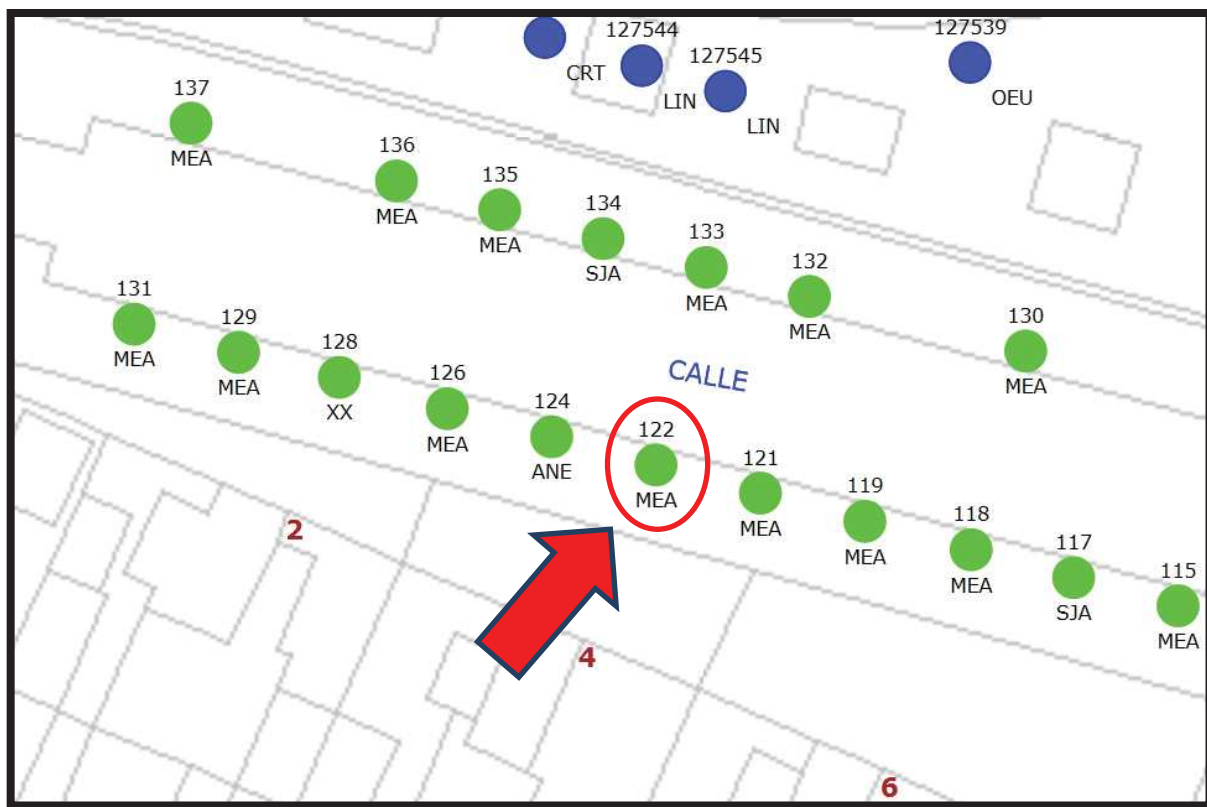 127544
127539
127545
CRT
LIN
OEU
LIN
137
MEA
136
MEA
135
MEA
134
SJA
133
MEA
132
MEA
130
MEA
131
MEA
129
MEA
128
XX
126
MEA
CALLE
124
ANE
122
MEA
121
MEA
119
MEA
118
MEA
117
SJA
115
MEA
2
4
6